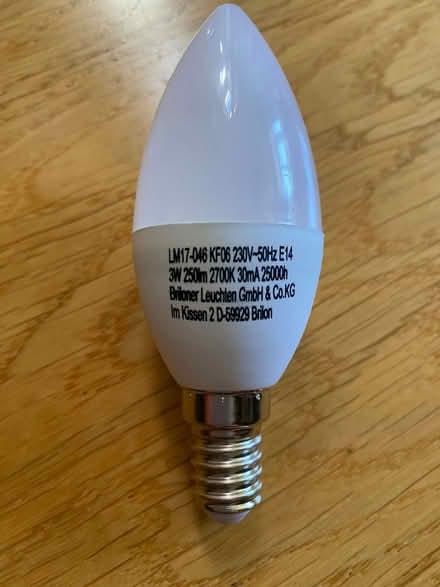 LM17-046 KF06 230V~50Hz E14
3W 250lm 2700K 30mA 25000h
Briloner Leuchten GmbH & Co.KG
Im Kissen 2 D-59929 Brilon